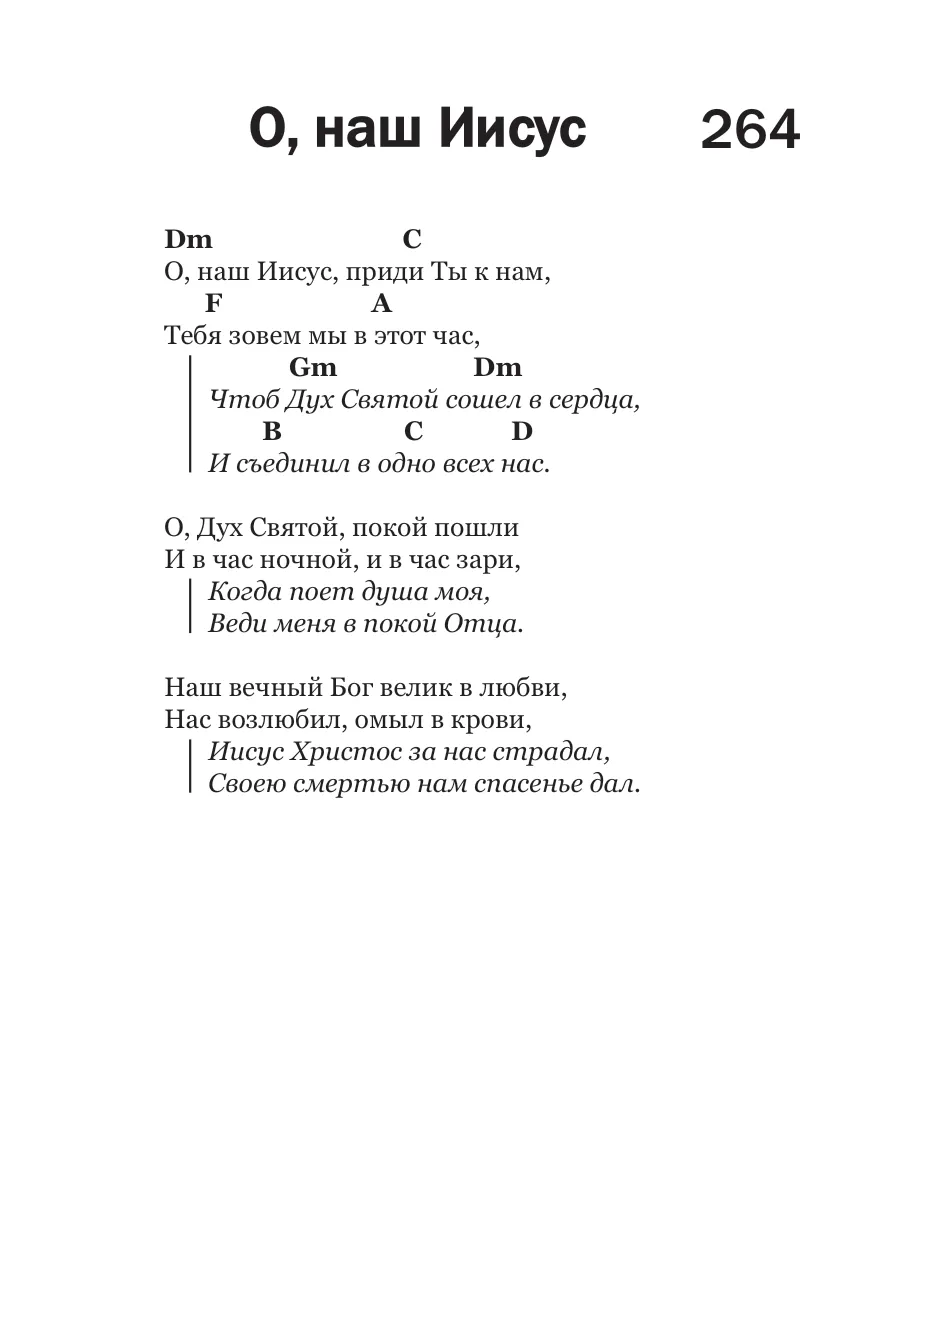 О, наш Иисус 264
Dm C
О, наш Иисус, приди Ты к нам,
F A
Тебя зовем мы в этот час,
Gm Dm
Чтоб Дух Святой сошел в сердца,
B C D
И съединил в одно всех нас.
О, Дух Святой, покой пошли
И в час ночной, и в час зари,
Когда поет душа моя,
Веди меня в покой Отца.
Наш вечный Бог велик в любви,
Нас возлюбил, омыл в крови,
Иисус Христос за нас страдал,
Своею смертью нам спасенье дал.